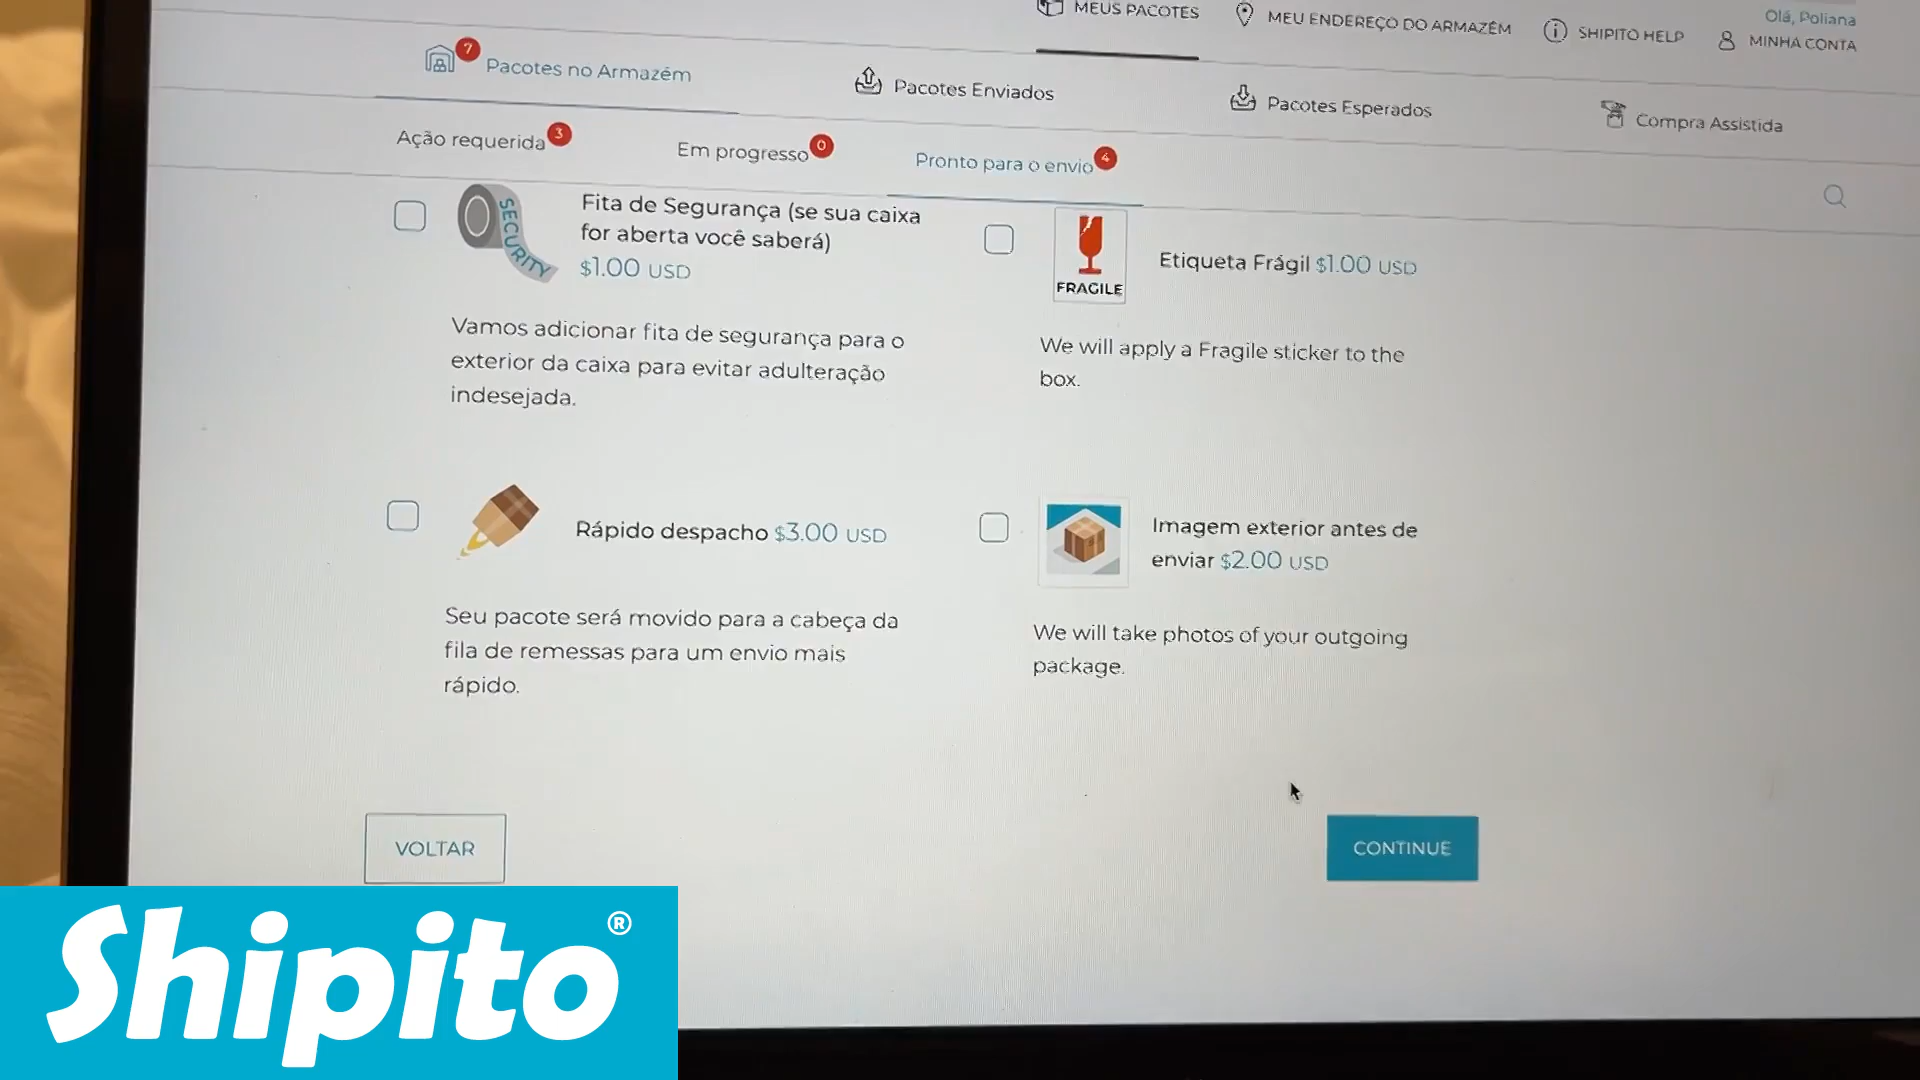 MEUS PACOTES
MEU ENDEREÇO DO ARMAZÉM
SHIPITO HELP
Olá, Poliana
MINHA CONTA
7
Pacotes no Armazém
Pacotes Enviados
Pacotes Esperados
Compra Assistida
Ação requerida 3
Em progresso 0
Pronto para o envio 4
SECURITY
Fita de Segurança (se sua caixa
for aberta você saberá)
$1.00 USD
Vamos adicionar fita de segurança para o
exterior da caixa para evitar adulteração
indesejada.
FRAGILE
Etiqueta Frágil $1.00 USD
We will apply a Fragile sticker to the
box.
Rápido despacho $3.00 USD
Seu pacote será movido para a cabeça da
fila de remessas para um envio mais
rápido.
Imagem exterior antes de
enviar $2.00 USD
We will take photos of your outgoing
package.
VOLTAR
CONTINUE
Shipito®